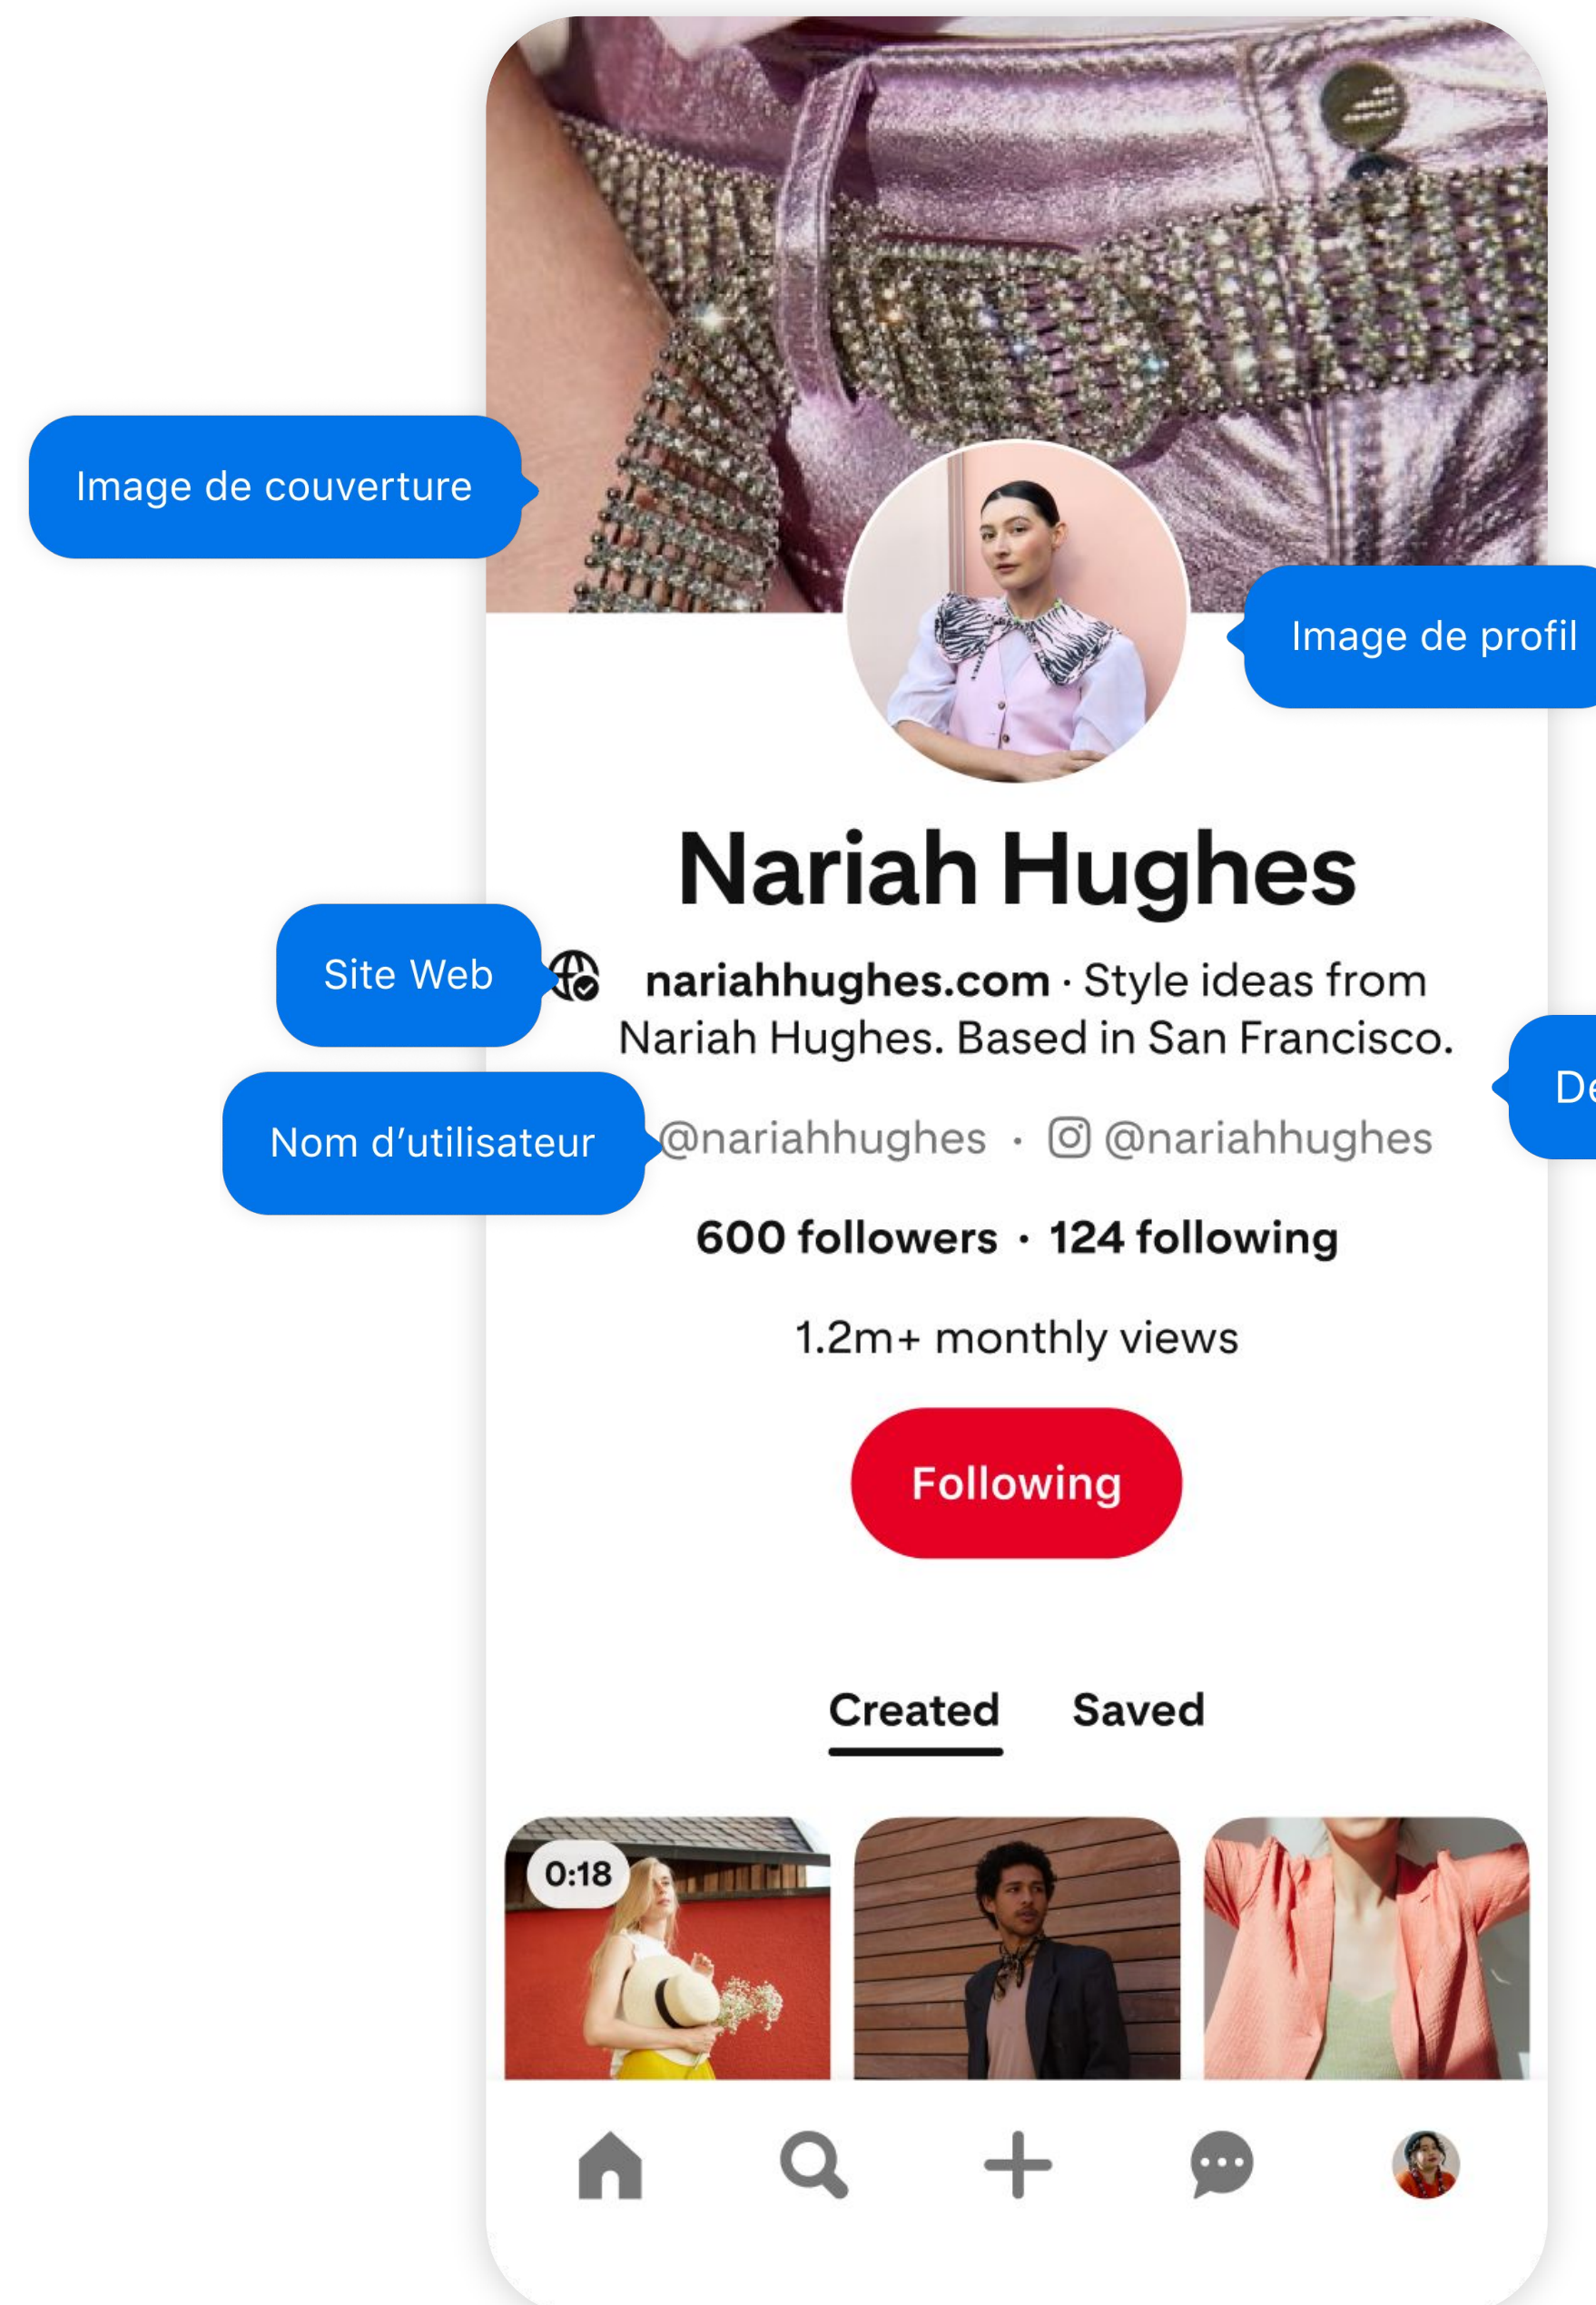 Image de couverture
Image de profil
Nariah Hughes
Site Web
nariahhughes.com · Style ideas from
Nariah Hughes. Based in San Francisco.
Nom d’utilisateur
@nariahhughes · @nariahhughes
600 followers · 124 following
1.2m+ monthly views
Following
Created Saved
0:18